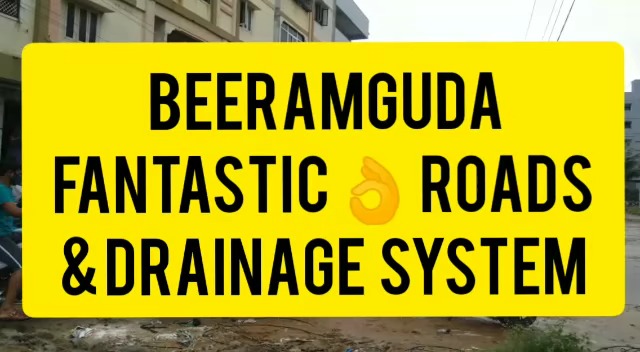 BEERAMGUDA
FANTASTIC 👌 ROADS
& DRAINAGE SYSTEM